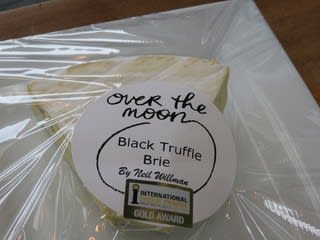 over the
moon
Black Truffle
Brie
By Neil Willman
INTERNATIONAL
GOLD AWARD